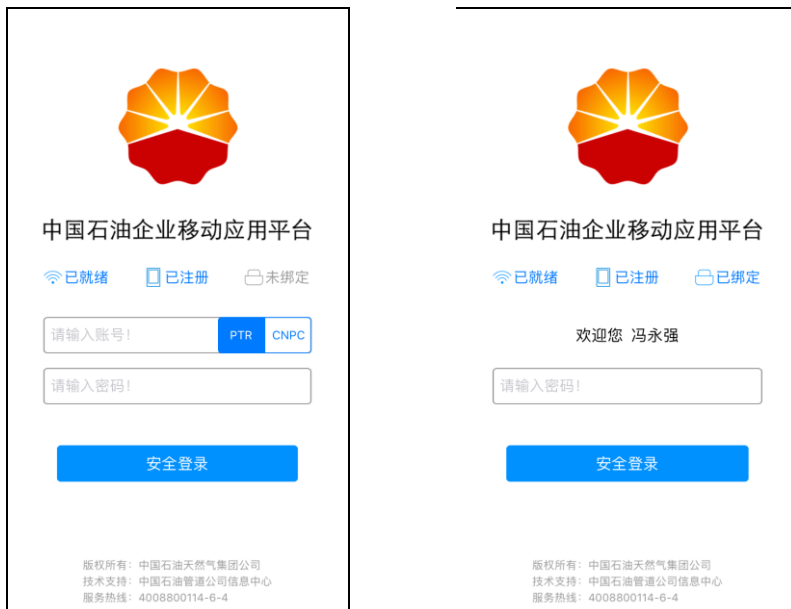 中国石油企业移动应用平台
已就绪 已注册 未绑定
请输入账号! PTR CNPC
请输入密码!
安全登录
版权所有: 中国石油天然气集团公司
技术支持: 中国石油管道公司信息中心
服务热线: 4008800114-6-4
中国石油企业移动应用平台
已就绪 已注册 已绑定
欢迎您 冯永强
请输入密码!
安全登录
版权所有: 中国石油天然气集团公司
技术支持: 中国石油管道公司信息中心
服务热线: 4008800114-6-4